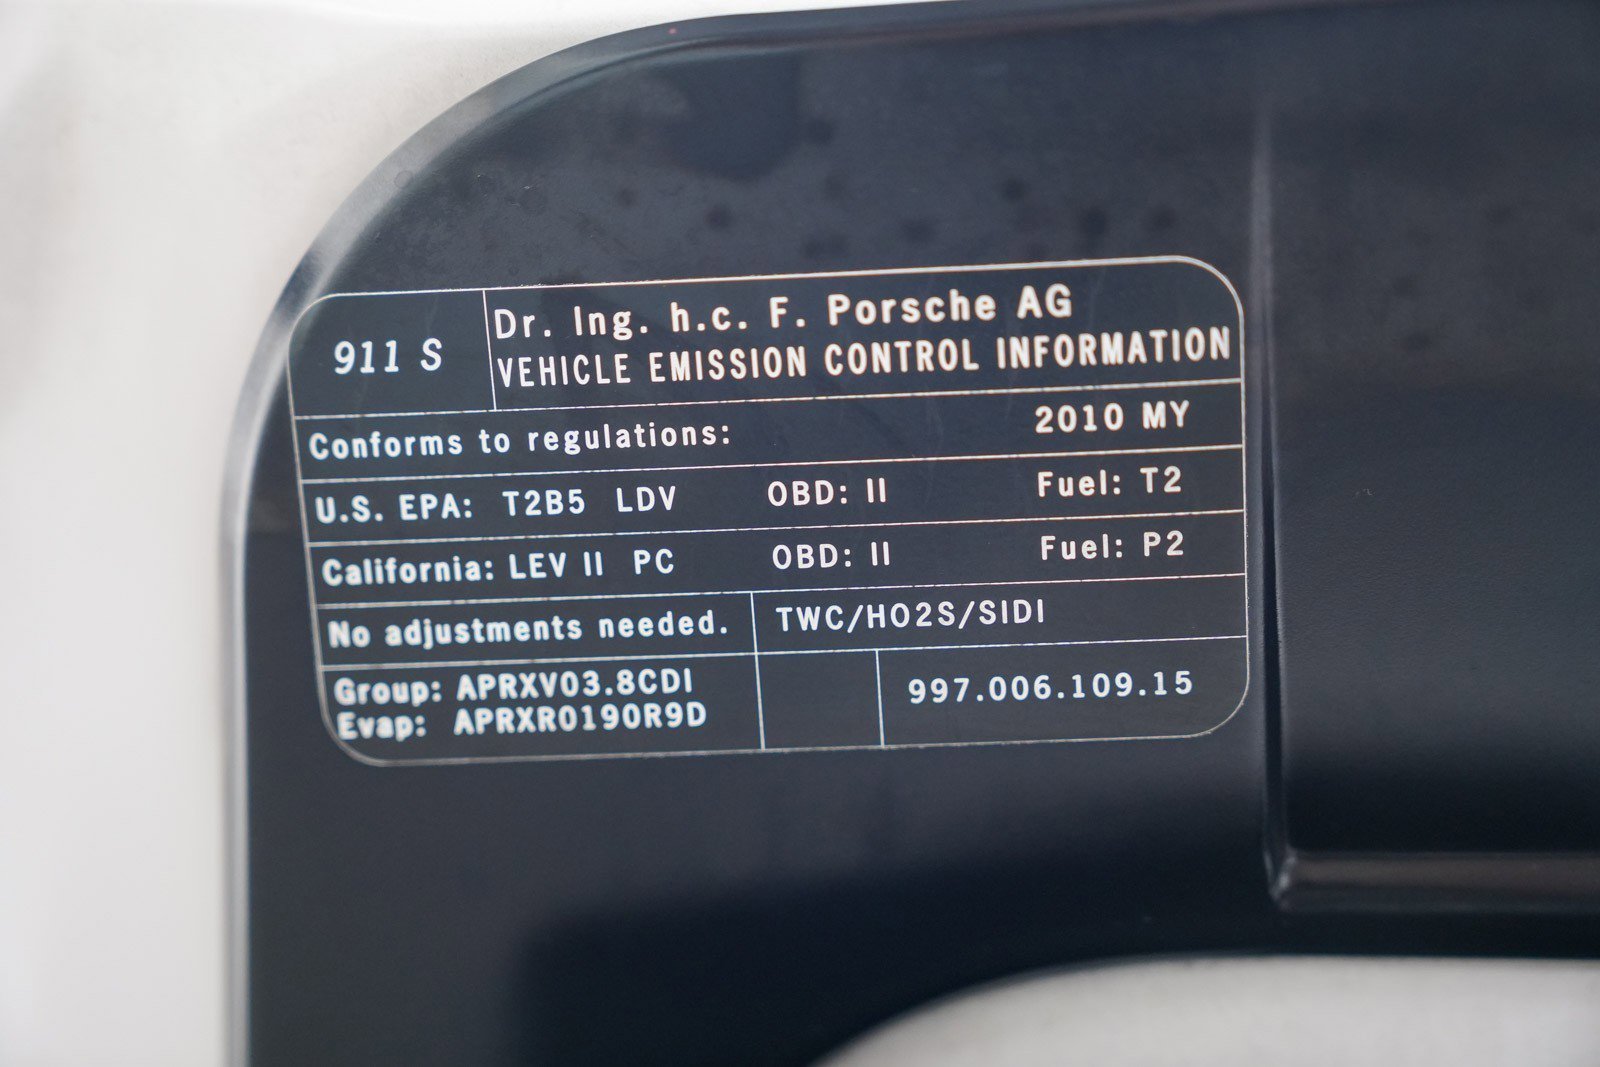 911 S
Dr. Ing. h.c. F. Porsche AG
VEHICLE EMISSION CONTROL INFORMATION
Conforms to regulations: 2010 MY
U.S. EPA: T2B5 LDV OBD: II Fuel: T2
California: LEV II PC OBD: II Fuel: P2
No adjustments needed. TWC/HO2S/SIDI
Group: APRXV03.8CDI
Evap: APRXR0190R9D
997.006.109.15